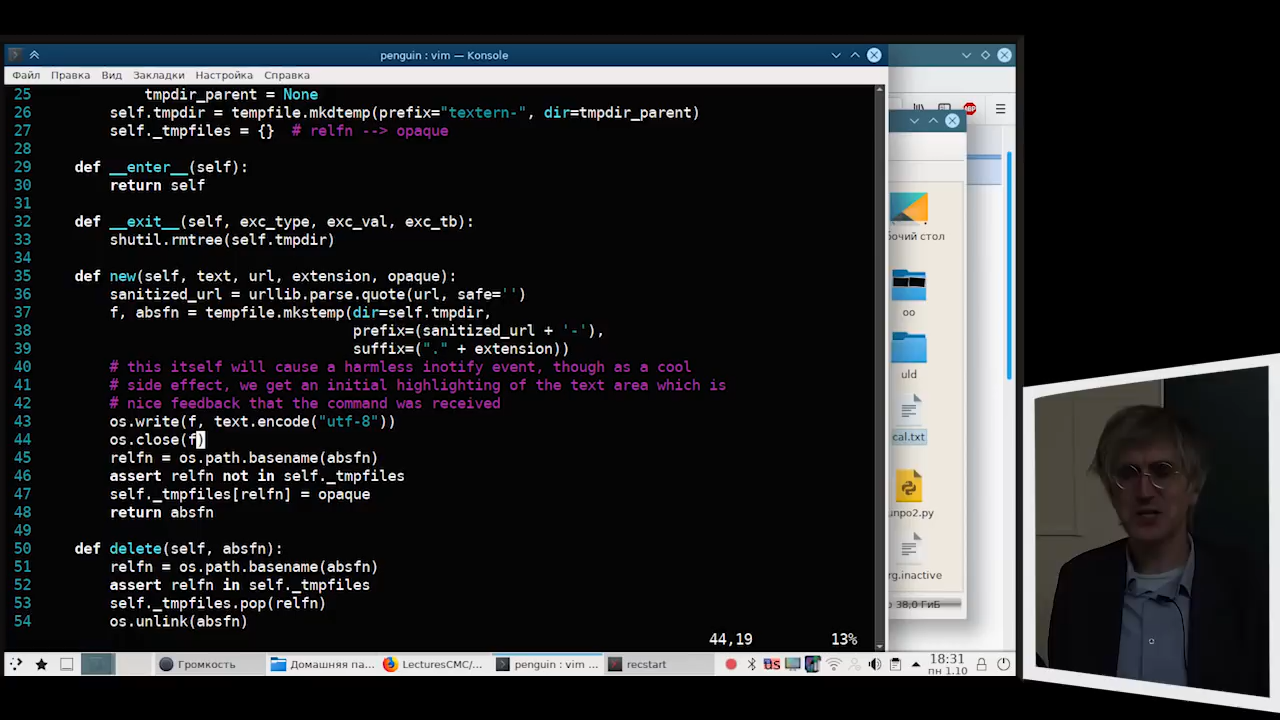 penguin : vim — Konsole
Файл Правка Вид Закладки Настройка Справка
25 tmpdir_parent = None
26 self.tmpdir = tempfile.mkdtemp(prefix="textern-", dir=tmpdir_parent)
27 self._tmpfiles = {} # relfn --> opaque
28
29 def __enter__(self):
30 return self
31
32 def __exit__(self, exc_type, exc_val, exc_tb):
33 shutil.rmtree(self.tmpdir)
34
35 def new(self, text, url, extension, opaque):
36 sanitized_url = urllib.parse.quote(url, safe='')
37 f, absfn = tempfile.mkstemp(dir=self.tmpdir,
38 prefix=(sanitized_url + '-'),
39 suffix=("." + extension))
40 # this itself will cause a harmless inotify event, though as a cool
41 # side effect, we get an initial highlighting of the text area which is
42 # nice feedback that the command was received
43 os.write(f, text.encode("utf-8"))
44 os.close(f)
45 relfn = os.path.basename(absfn)
46 assert relfn not in self._tmpfiles
47 self._tmpfiles[relfn] = opaque
48 return absfn
49
50 def delete(self, absfn):
51 relfn = os.path.basename(absfn)
52 assert relfn in self._tmpfiles
53 self._tmpfiles.pop(relfn)
54 os.unlink(absfn)
44,19 13%
ABP
бочий стол
oo
uld
cal.txt
unpo2.py
rg.inactive
о 38,0 ГиБ
Громкость
Домашняя па...
LecturesCMC/...
penguin : vim ...
recstart
US
18:31
пн 1.10